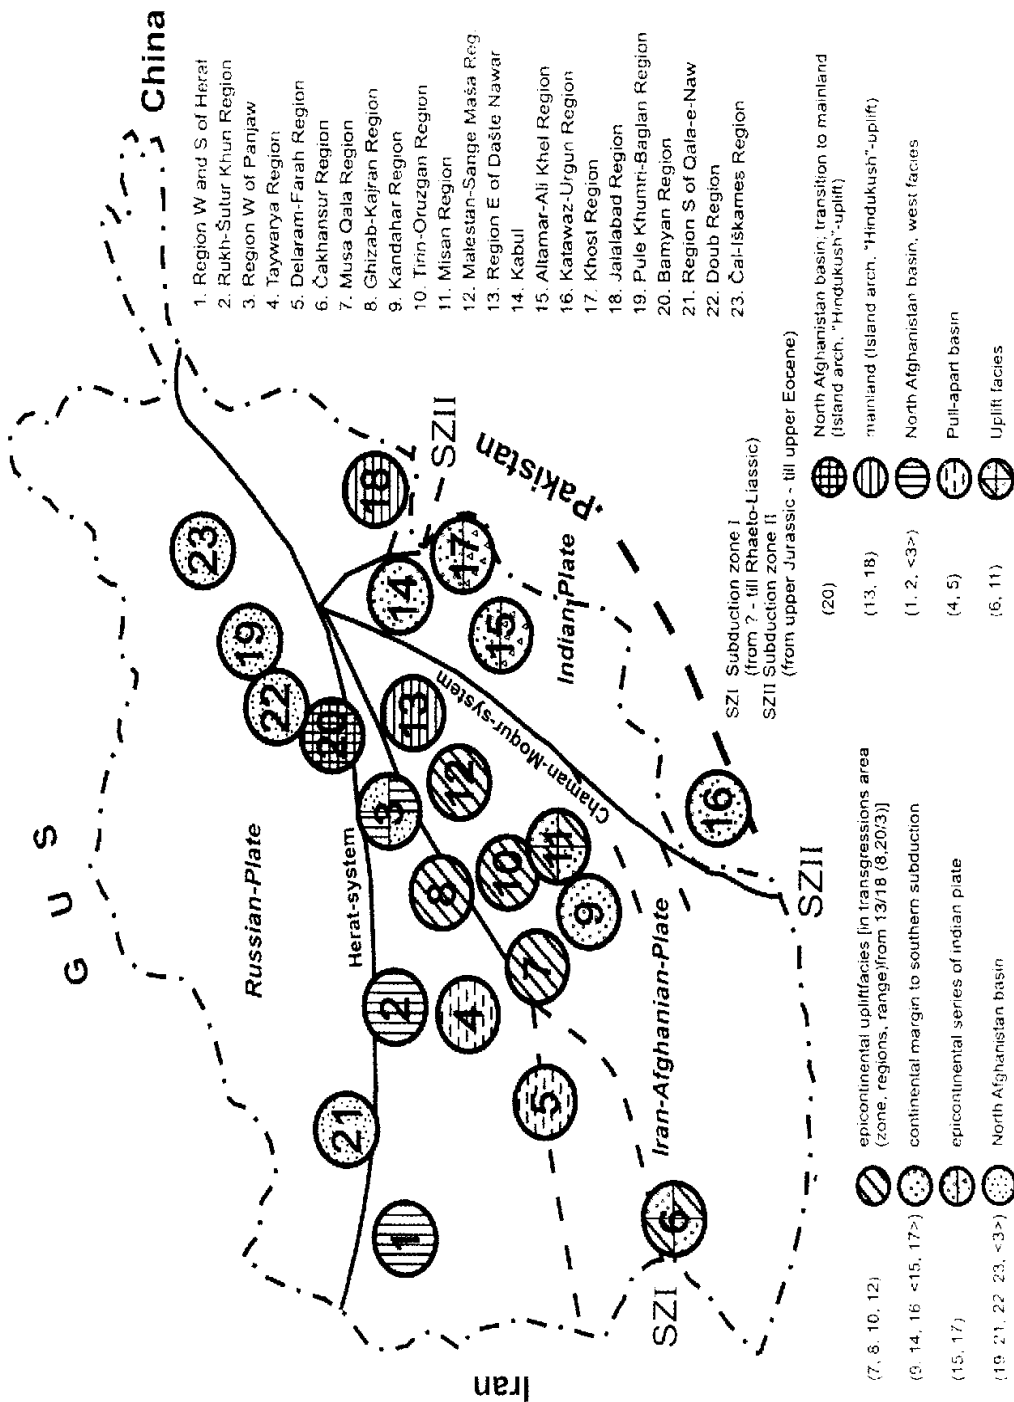 GUS
China
Iran
Pakistan
Russian-Plate
Herat-system
Iran-Afghanian-Plate
Chaman-Moqur-system
Indian-Plate
SZI
SZII
SZII
1
2
3
4
5
6
7
8
9
10
11
12
13
14
15
16
17
18
19
20
21
22
23
1. Region W and S of Herat
2. Rukh-Šutur Khun Region
3. Region W of Panjaw
4. Taywarya Region
5. Delaram-Farah Region
6. Čakhansur Region
7. Musa Qala Region
8. Ghizab-Kajran Region
9. Kandahar Region
10. Tirin-Oruzgan Region
11. Misan Region
12. Malestan-Sange Maša Reg.
13. Region E of Dašte Nawar
14. Kabul
15. Altamar-Ali Khel Region
16. Katawaz-Urgun Region
17. Khost Region
18. Jalalabad Region
19. Pule Khumri-Baglan Region
20. Bamyan Region
21. Region S of Qala-e-Naw
22. Doub Region
23. Čal-Iškames Region
SZI Subduction zone I
(from ? - till Rhaeto-Liassic)
SZII Subduction zone II
(from upper Jurassic - till upper Eocene)
(7, 8, 10, 12) epicontinental upliftfacies [in transgressions area
(zone, regions, range)from 13/18 (8,20/3)]
(9, 14, 16 <15, 17>) continental margin to southern subduction
(15, 17) epicontinental series of indian plate
(19, 21, 22, 23, <3>) North Afghanistan basin
(20) North Afghanistan basin; transition to mainland
(Island arch, "Hindukush"-uplift)
(13, 18) mainland (Island arch, "Hindukush"-uplift)
(1, 2, <3>) North Afghanistan basin, west facies
(4, 5) Pull-apart basin
(6, 11) Uplift facies